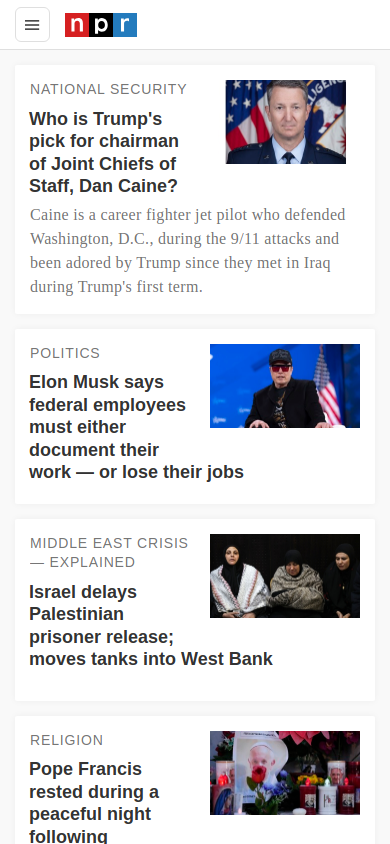 npr
NATIONAL SECURITY
Who is Trump's
pick for chairman
of Joint Chiefs of
Staff, Dan Caine?
Caine is a career fighter jet pilot who defended
Washington, D.C., during the 9/11 attacks and
been adored by Trump since they met in Iraq
during Trump's first term.
POLITICS
Elon Musk says
federal employees
must either
document their
work — or lose their jobs
MIDDLE EAST CRISIS
— EXPLAINED
Israel delays
Palestinian
prisoner release;
moves tanks into West Bank
RELIGION
Pope Francis
rested during a
peaceful night
following